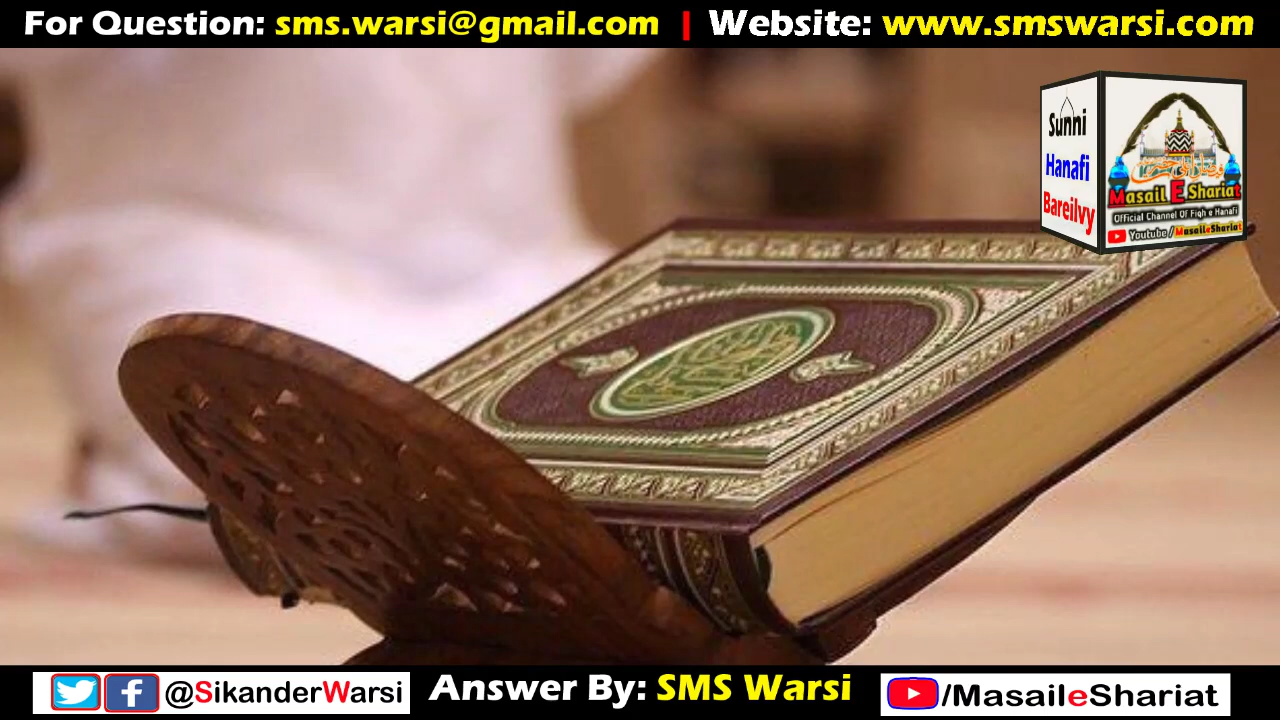 For Question: sms.warsi@gmail.com | Website: www.smswarsi.com
Sunni
Hanafi
Bareilvy
Masail E Shariat
Official Channel Of Fiqh e Hanafi
Youtube / MasaileShariat
@SikanderWarsi
Answer By: SMS Warsi
/MasaileShariat